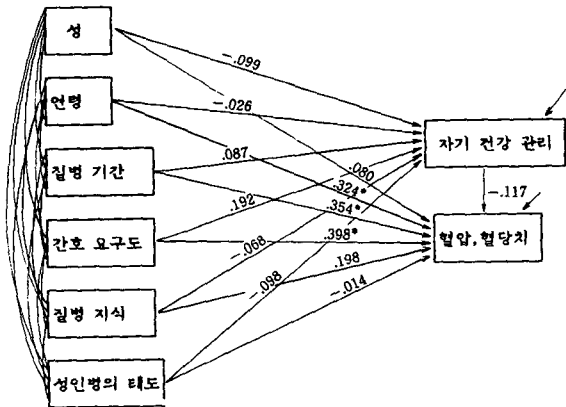 성
연령
질병 기간
간호 요구도
질병 지식
성인병의 태도
자기 건강 관리
혈압,혈당치
-.099
-.026
.087
.080
.324*
.192
.354*
-.068
.398*
-.098
.198
-.014
-.117